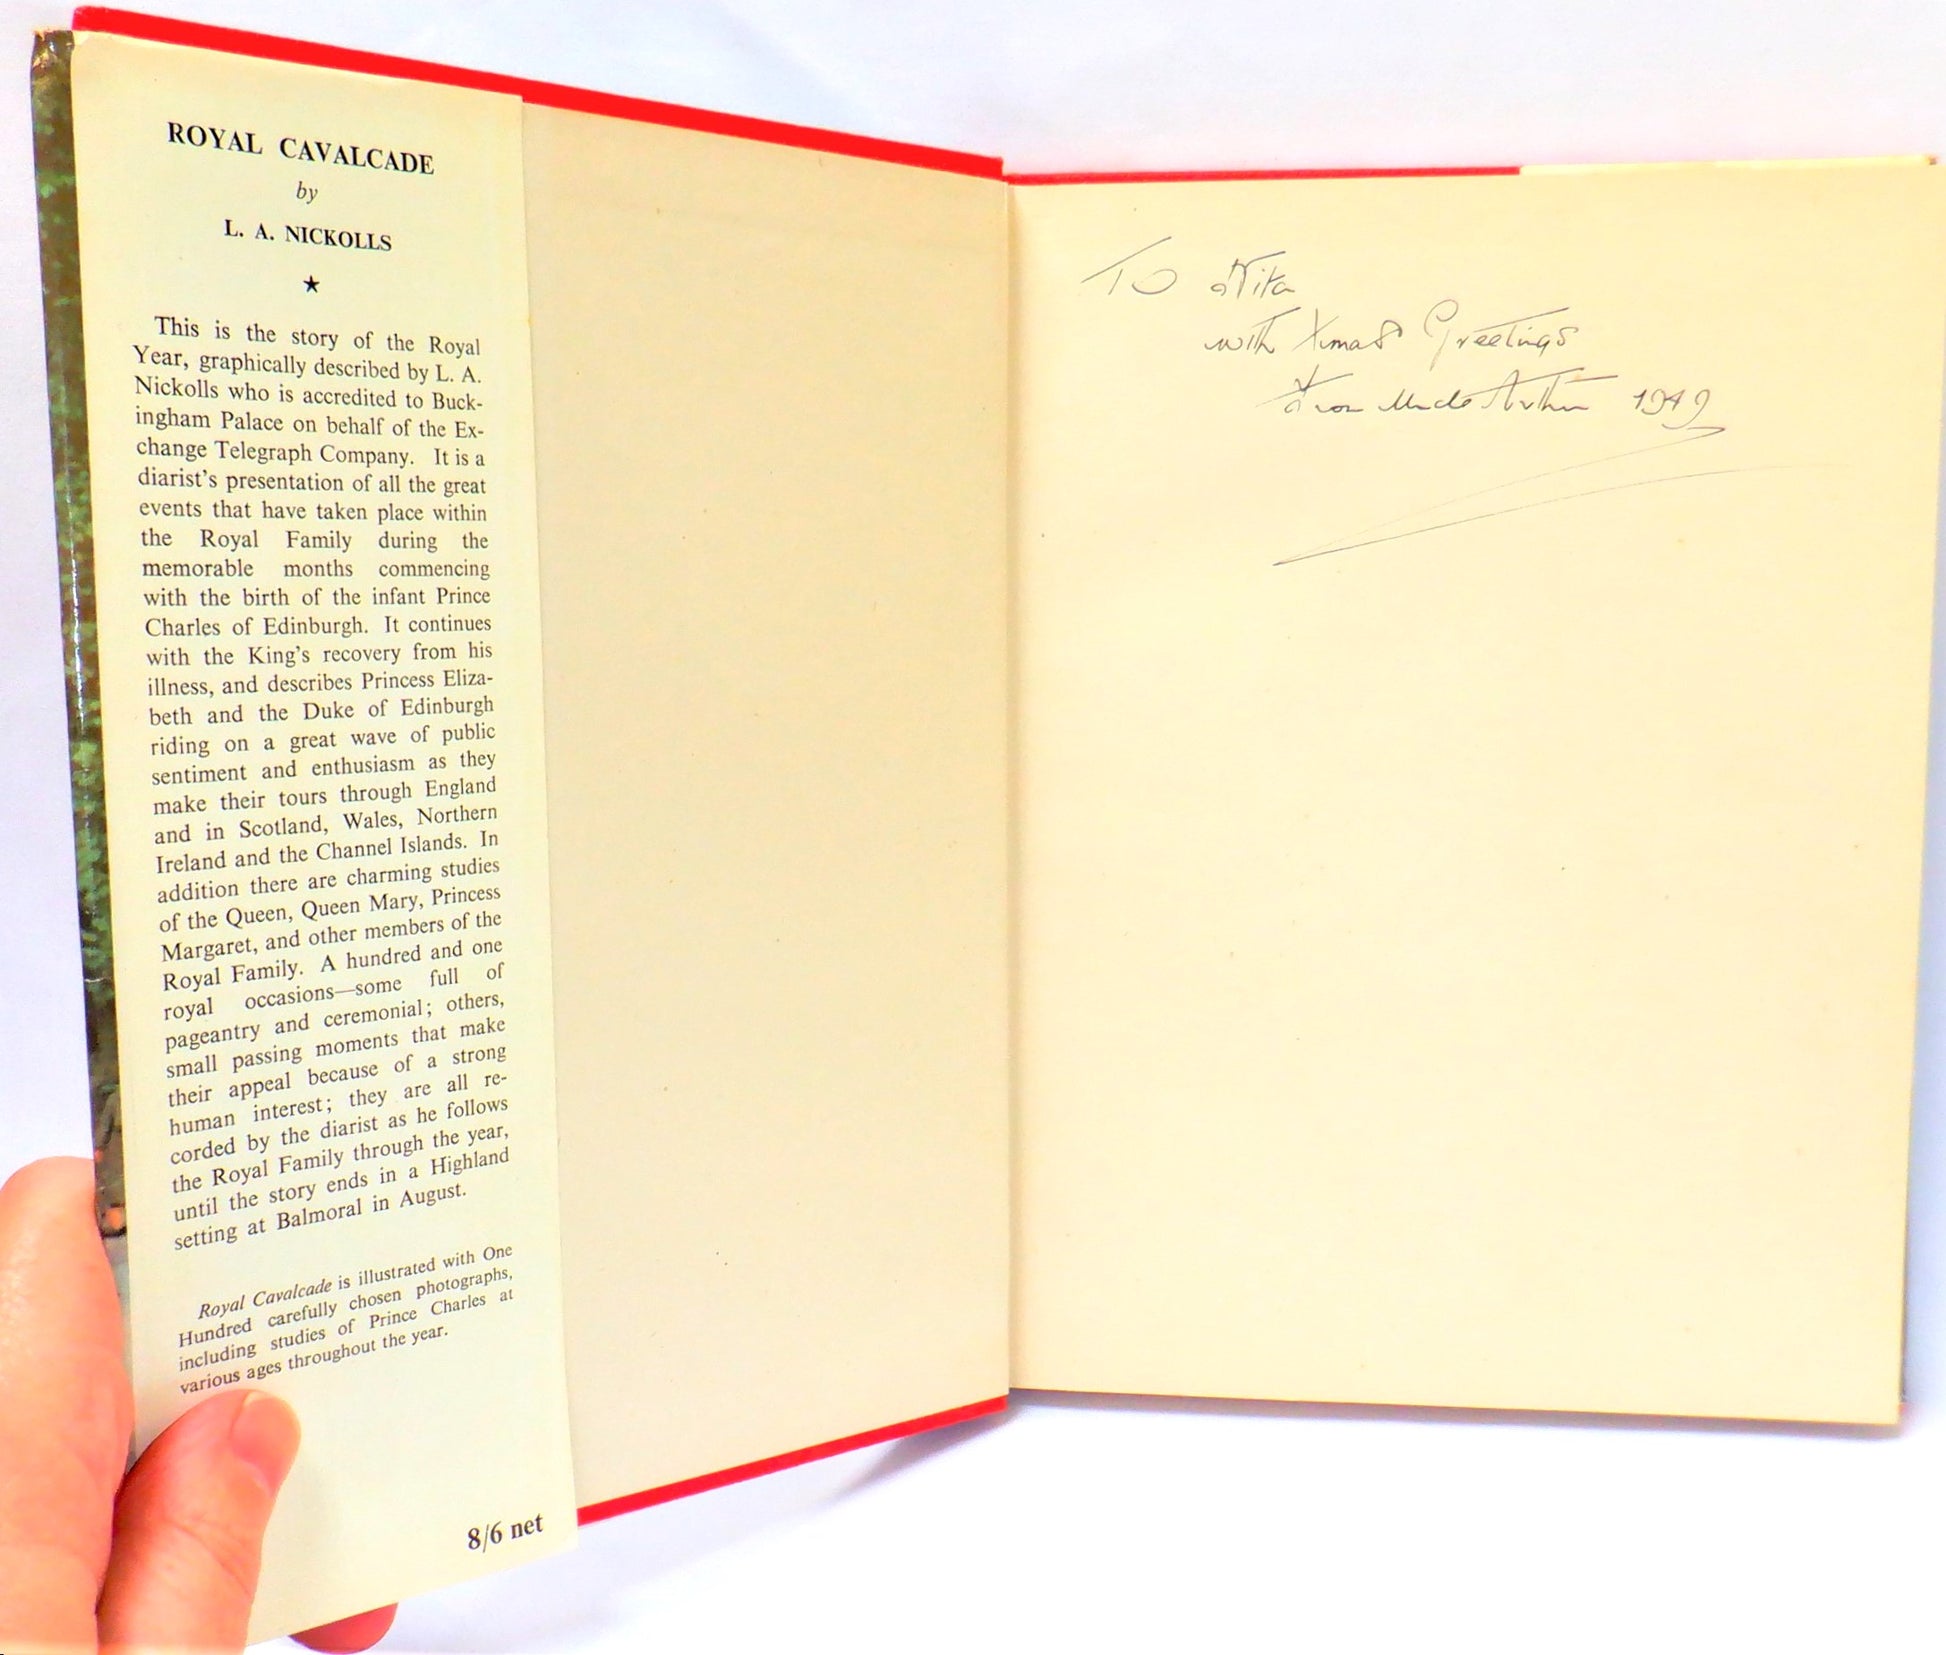 ROYAL CAVALCADE
by
L. A. NICKOLLS
★
This is the story of the Royal
Year, graphically described by L. A.
Nickolls who is accredited to Buck-
ingham Palace on behalf of the Ex-
change Telegraph Company. It is a
diarist's presentation of all the great
events that have taken place within
the Royal Family during the
memorable months commencing
with the birth of the infant Prince
Charles of Edinburgh. It continues
with the King's recovery from his
illness, and describes Princess Eliza-
beth and the Duke of Edinburgh
riding on a great wave of public
sentiment and enthusiasm as they
make their tours through England
and in Scotland, Wales, Northern
Ireland and the Channel Islands. In
addition there are charming studies
of the Queen, Queen Mary, Princess
Margaret, and other members of the
Royal Family. A hundred and one
royal occasions—some full of
pageantry and ceremonial; others,
small passing moments that make
their appeal because of a strong
human interest; they are all re-
corded by the diarist as he follows
the Royal Family through the year,
until the story ends in a Highland
setting at Balmoral in August.
Royal Cavalcade is illustrated with One
Hundred carefully chosen photographs,
including studies of Prince Charles at
various ages throughout the year.
8/6 net
To Nita
with Xmas Greetings
from Uncle Arthur 1949